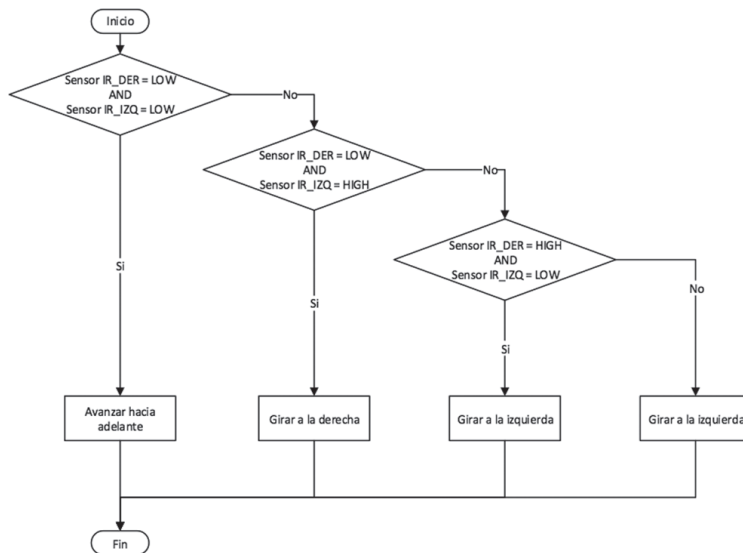 Inicio
Sensor IR_DER = LOW
AND
Sensor IR_IZQ = LOW
No
Sensor IR_DER = LOW
AND
Sensor IR_IZQ = HIGH
No
Sensor IR_DER = HIGH
AND
Sensor IR_IZQ = LOW
Si
No
Si
Si
Avanzar hacia
adelante
Girar a la derecha
Girar a la izquierda
Girar a la izquierda
Fin